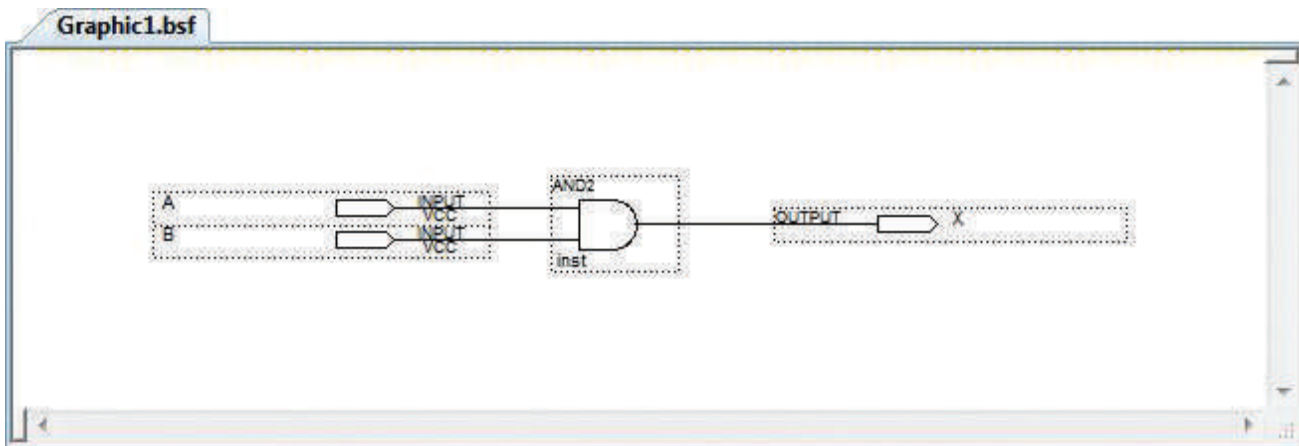 Graphic1.bsf
A
INPUT
VCC
B
INPUT
VCC
AND2
inst
OUTPUT
X